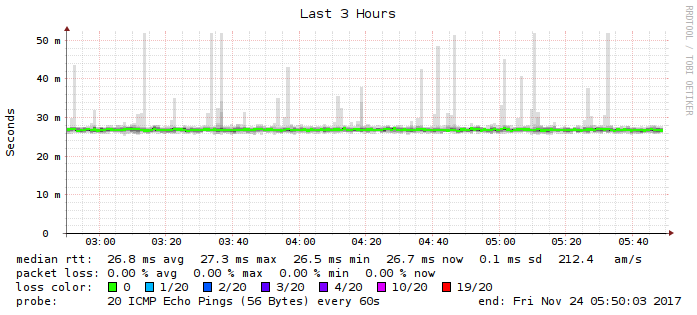 Last 3 Hours
RRDTOOL / TOBI OETIKER
Seconds
50 m
40 m
30 m
20 m
10 m
0
03:00 03:20 03:40 04:00 04:20 04:40 05:00 05:20 05:40
median rtt: 26.8 ms avg 27.3 ms max 26.5 ms min 26.7 ms now 0.1 ms sd 212.4 am/s
packet loss: 0.00 % avg 0.00 % max 0.00 % min 0.00 % now
loss color: 0 1/20 2/20 3/20 4/20 10/20 19/20
probe: 20 ICMP Echo Pings (56 Bytes) every 60s end: Fri Nov 24 05:50:03 2017